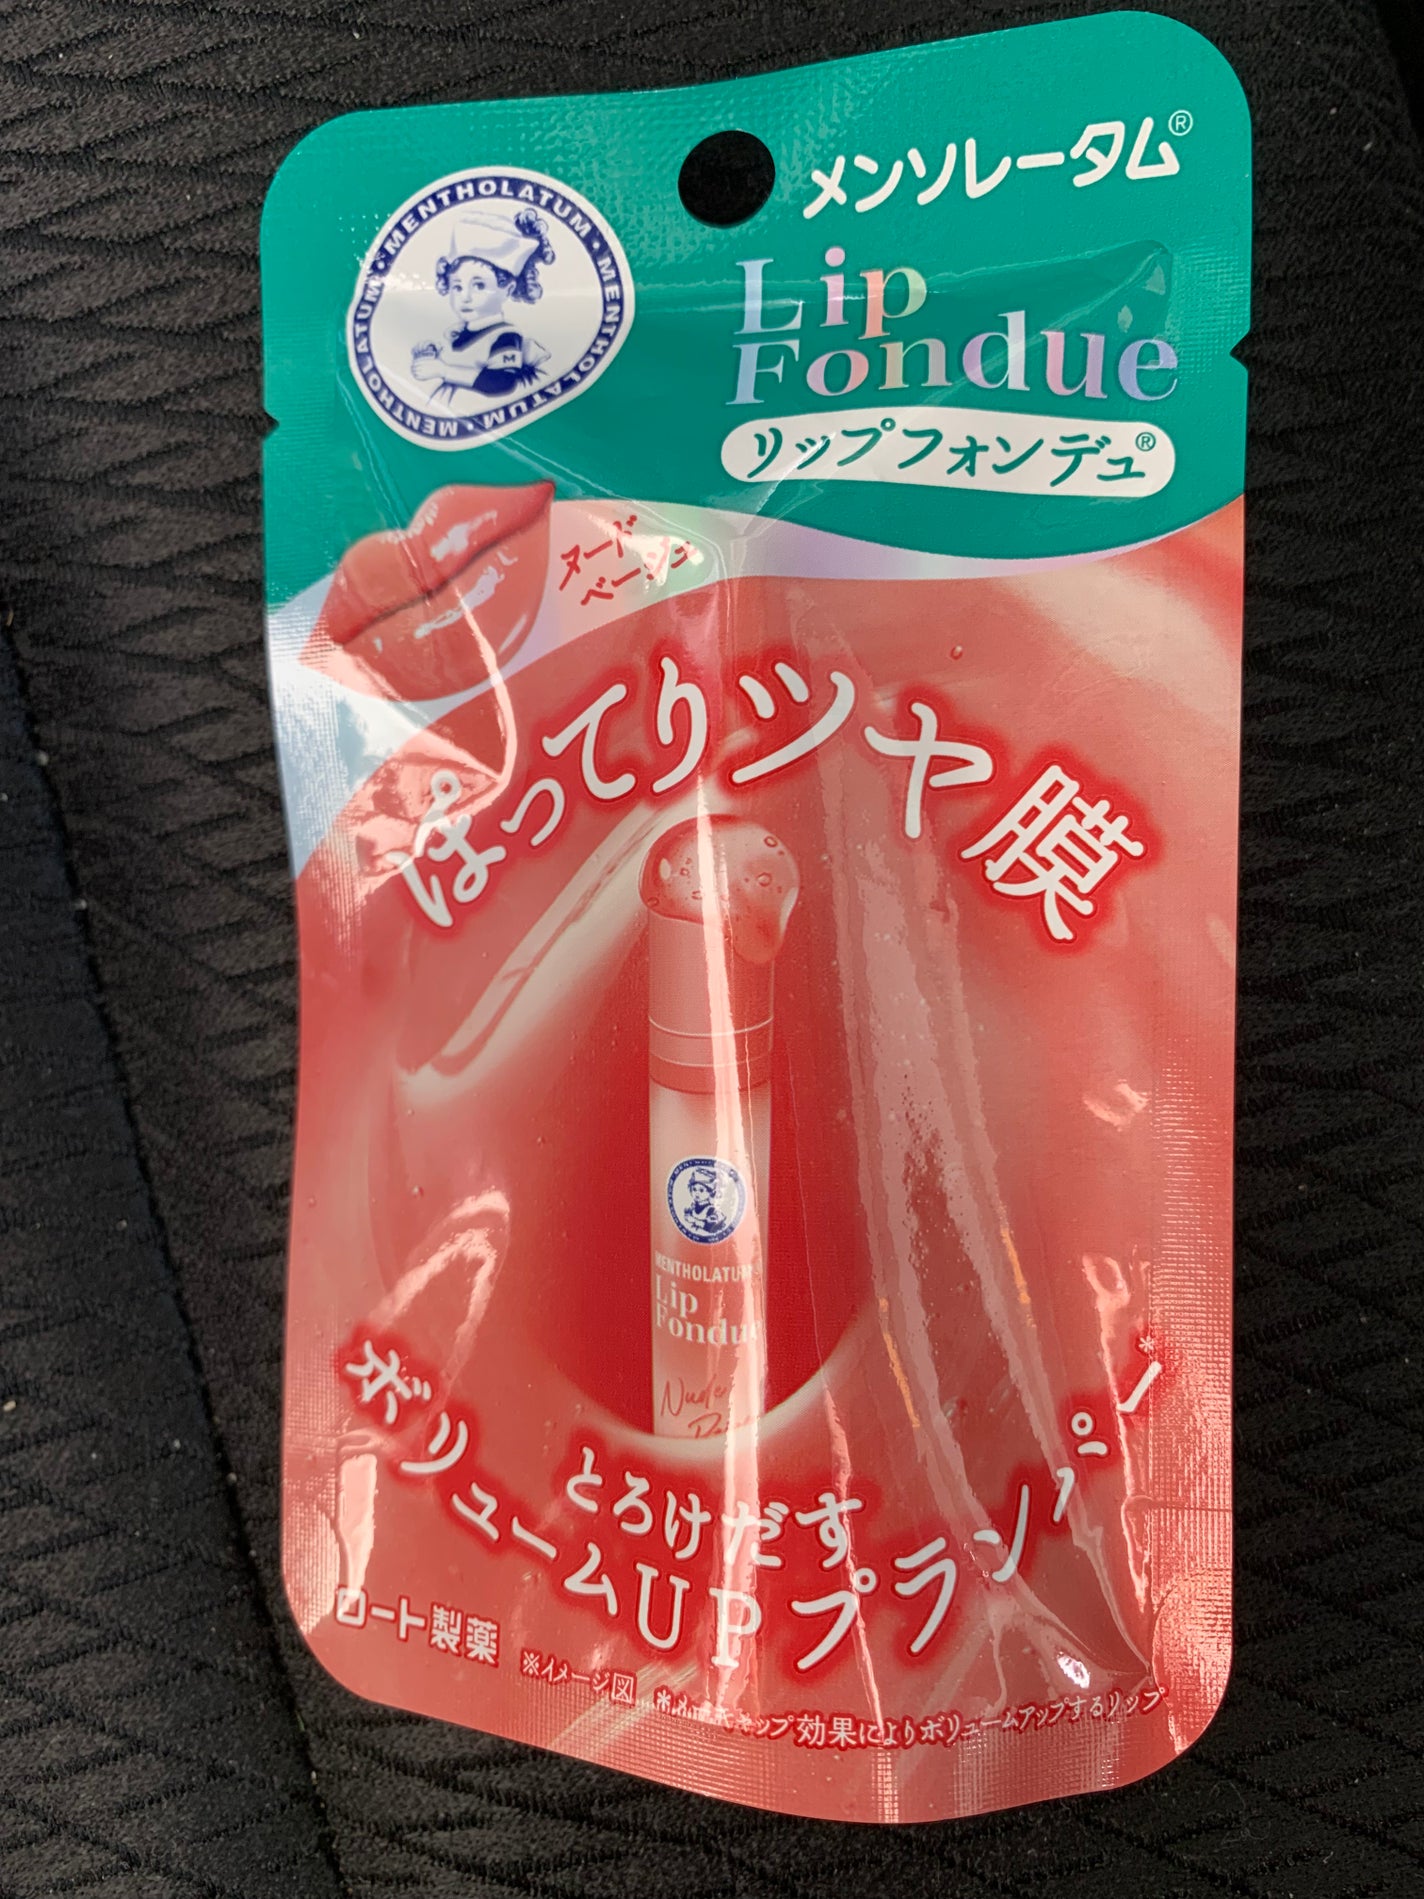 メンソレータム®
MENTHOLATUM・MENTHOLATUM・MENTHOLATUM・
Lip
Fondue
リップフォンデュ®
ヌード
ベージュ
ぽってりツヤ膜
MENTHOLATUM
Lip
Fondue
Nude
とろけだす
ボリュームUPプランパー*
ロート製薬
※イメージ図
効果によりボリュームアップするリップ